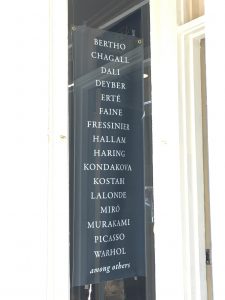 BERTHO
CHAGALL
DALI
DEYBER
ERTÉ
FAINE
FRESSINIER
HALLAM
HARING
KONDAKOVA
KOSTABI
LALONDE
MIRÓ
MURAKAMI
PICASSO
WARHOL
among others